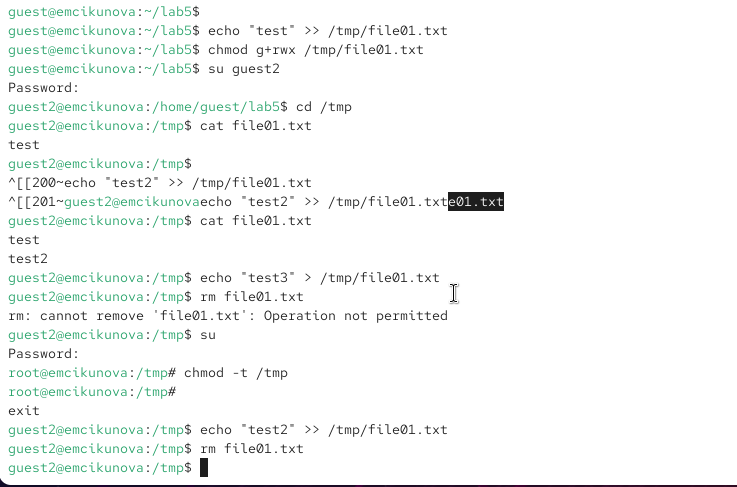 guest@emcikunova:~/lab5$
guest@emcikunova:~/lab5$ echo "test" >> /tmp/file01.txt
guest@emcikunova:~/lab5$ chmod g+rwx /tmp/file01.txt
guest@emcikunova:~/lab5$ su guest2
Password:
guest2@emcikunova:/home/guest/lab5$ cd /tmp
guest2@emcikunova:/tmp$ cat file01.txt
test
guest2@emcikunova:/tmp$
^[[200~echo "test2" >> /tmp/file01.txt
^[[201~guest2@emcikunovaecho "test2" >> /tmp/file01.txte01.txt
guest2@emcikunova:/tmp$ cat file01.txt
test
test2
guest2@emcikunova:/tmp$ echo "test3" > /tmp/file01.txt
guest2@emcikunova:/tmp$ rm file01.txt
rm: cannot remove 'file01.txt': Operation not permitted
guest2@emcikunova:/tmp$ su
Password:
root@emcikunova:/tmp# chmod -t /tmp
root@emcikunova:/tmp#
exit
guest2@emcikunova:/tmp$ echo "test2" >> /tmp/file01.txt
guest2@emcikunova:/tmp$ rm file01.txt
guest2@emcikunova:/tmp$